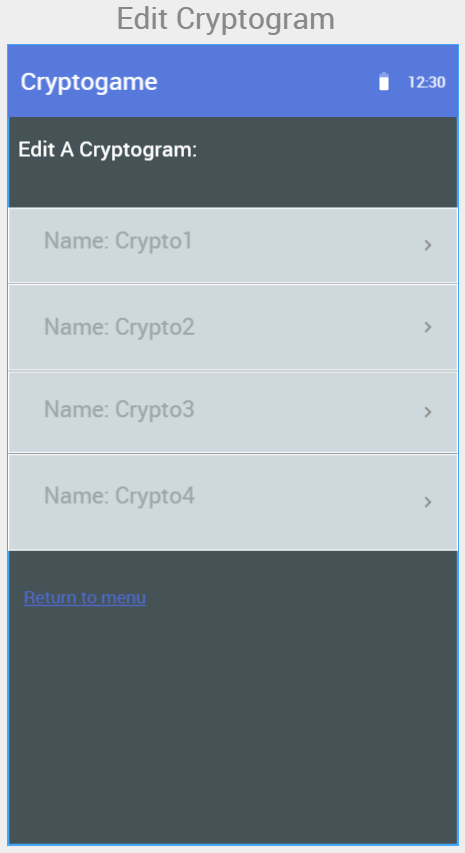 Edit Cryptogram
Cryptogame 12:30
Edit A Cryptogram:
Name: Crypto1
Name: Crypto2
Name: Crypto3
Name: Crypto4
Return to menu